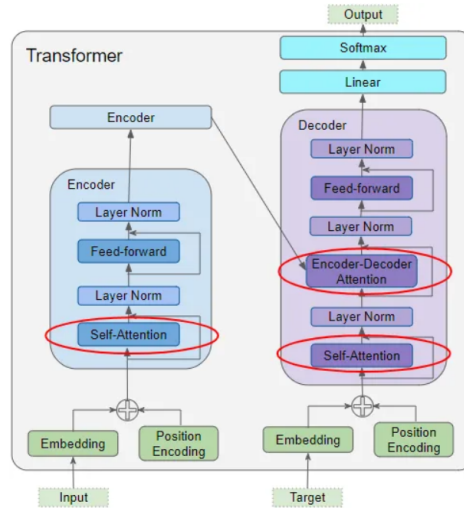 Output
Softmax
Linear
Transformer
Encoder
Decoder
Layer Norm
Feed-forward
Layer Norm
Encoder-Decoder
Attention
Layer Norm
Self-Attention
Encoder
Layer Norm
Feed-forward
Layer Norm
Self-Attention
Embedding
Position
Encoding
Embedding
Position
Encoding
Input
Target